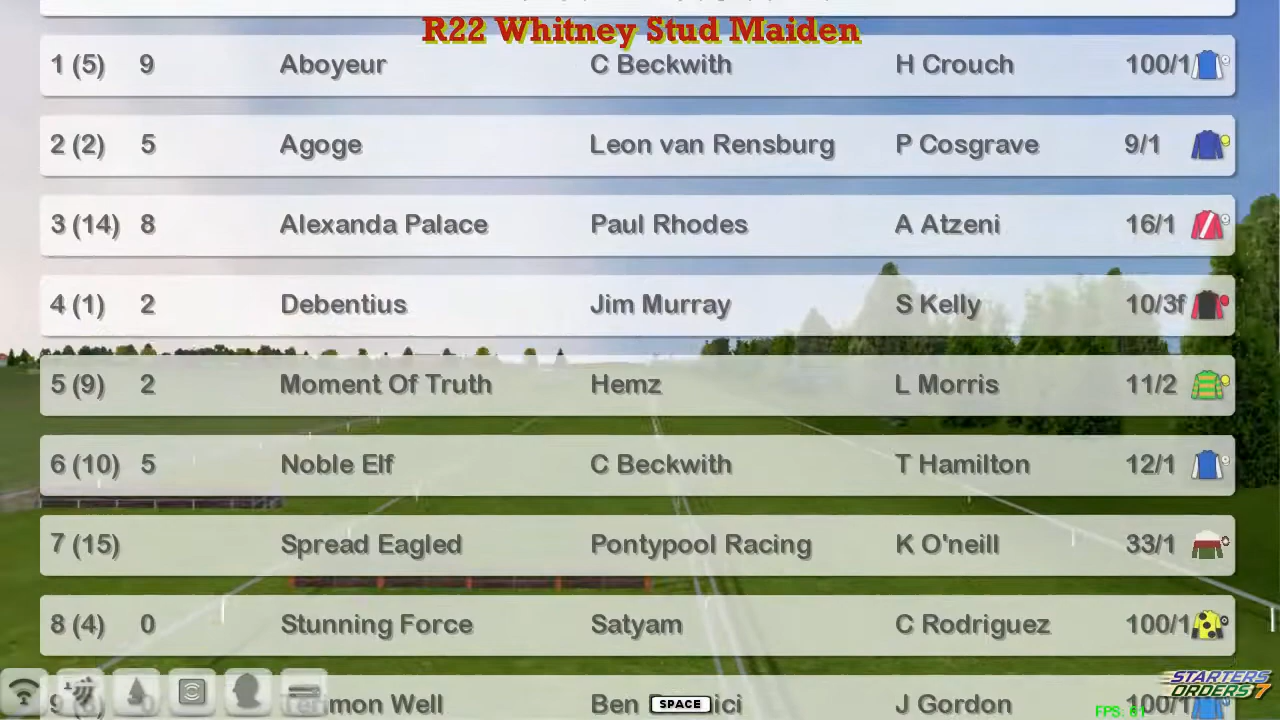 R22 Whitney Stud Maiden
1 (5) 9 Aboyeur C Beckwith H Crouch 100/1
2 (2) 5 Agoge Leon van Rensburg P Cosgrave 9/1
3 (14) 8 Alexanda Palace Paul Rhodes A Atzeni 16/1
4 (1) 2 Debentius Jim Murray S Kelly 10/3f
5 (9) 2 Moment Of Truth Hemz L Morris 11/2
6 (10) 5 Noble Elf C Beckwith T Hamilton 12/1
7 (15) Spread Eagled Pontypool Racing K O'neill 33/1
8 (4) 0 Stunning Force Satyam C Rodriguez 100/1
9 Well Ben J Gordon 100/1
SPACE
STARTERS ORDERS 7
FPS: 61